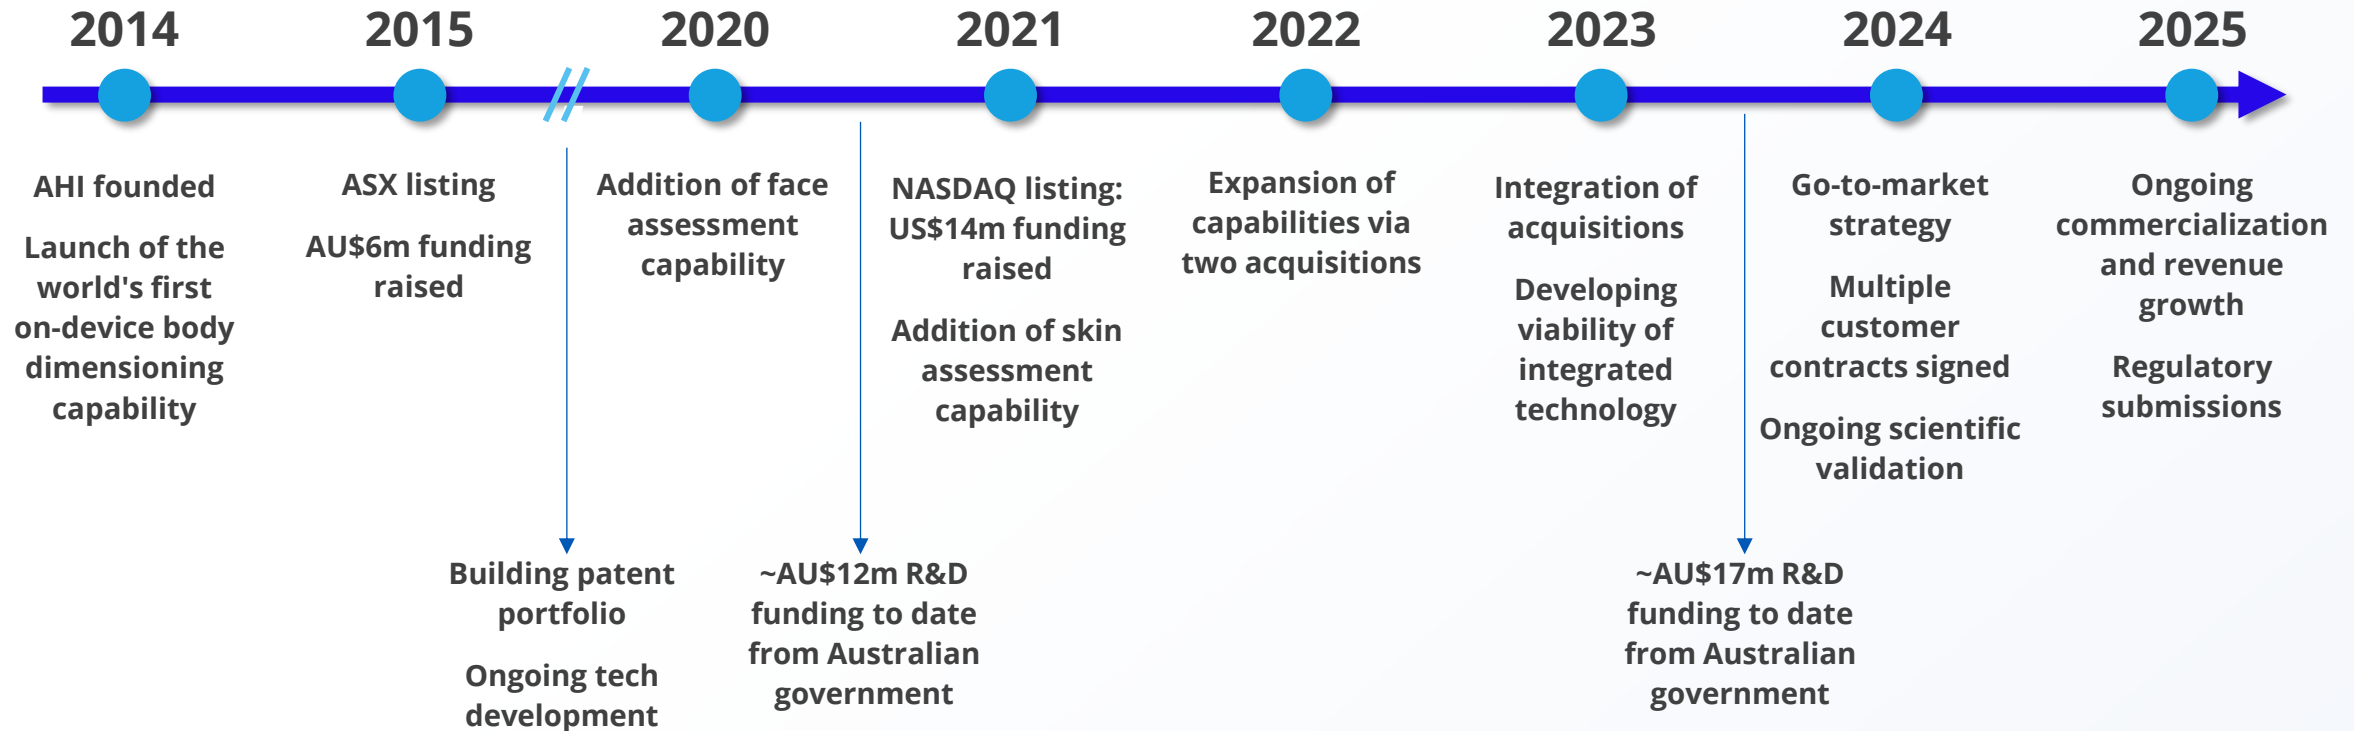 2014
2015
2020
2021
2022
2023
2024
2025
AHI founded
Launch of the
world's first
on-device body
dimensioning
capability
ASX listing
AU$6m funding
raised
Addition of face
assessment
capability
NASDAQ listing:
US$14m funding
raised
Addition of skin
assessment
capability
Expansion of
capabilities via
two acquisitions
Integration of
acquisitions
Developing
viability of
integrated
technology
Go-to-market
strategy
Multiple
customer
contracts signed
Ongoing scientific
validation
Ongoing
commercialization
and revenue
growth
Regulatory
submissions
Building patent
portfolio
Ongoing tech
development
~AU$12m R&D
funding to date
from Australian
government
~AU$17m R&D
funding to date
from Australian
government